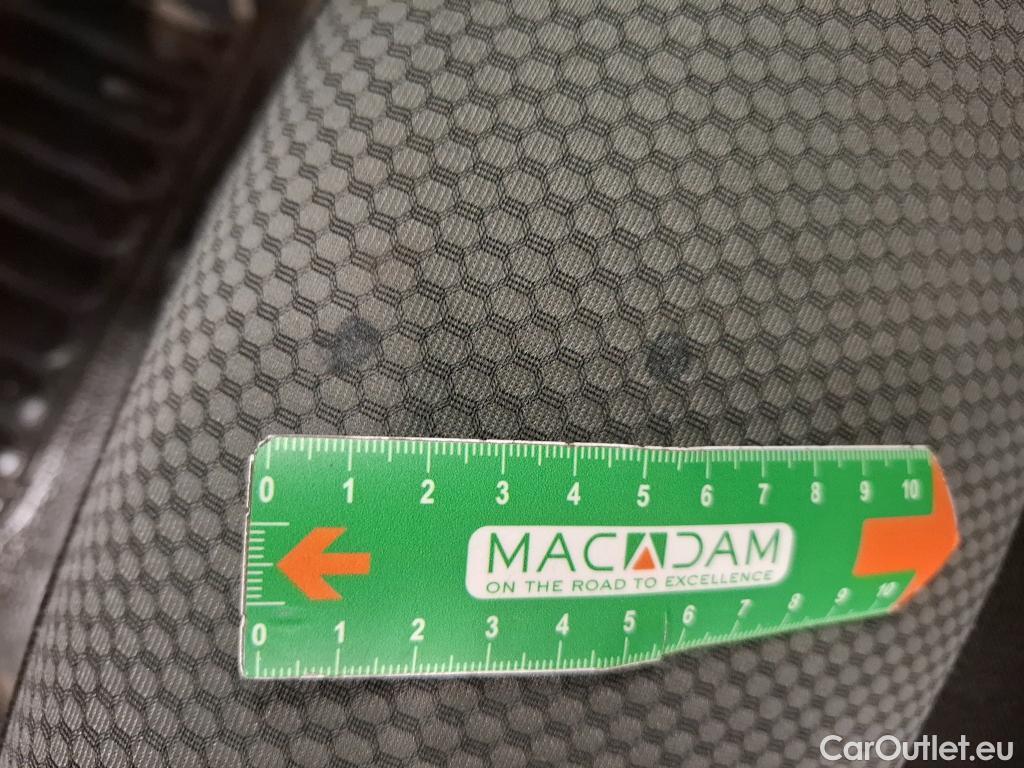 0 1 2 3 4 5 6 7 8 9 10
MACADAM
ON THE ROAD TO EXCELLENCE
0 1 2 3 4 5 6 7 8 9 10
CarOutlet.eu